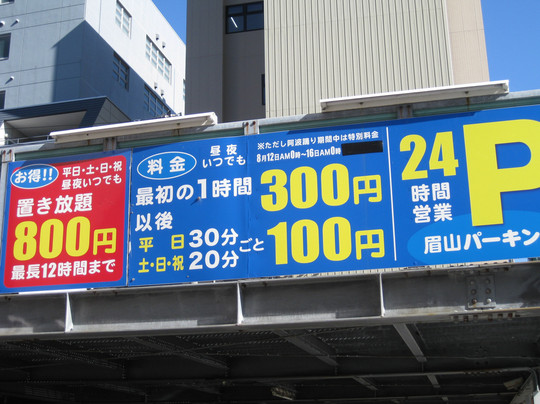 お得!!
平日・土・日・祝
昼夜いつでも
置き放題
800円
最長12時間まで
料金
昼夜
いつでも
※ただし阿波踊り期間中は特別料金
8月12日AM0時〜16日AM0時
最初の1時間
300円
以後
平日30分ごと
土・日・祝20分
100円
24
時間
営業
P
眉山パーキン